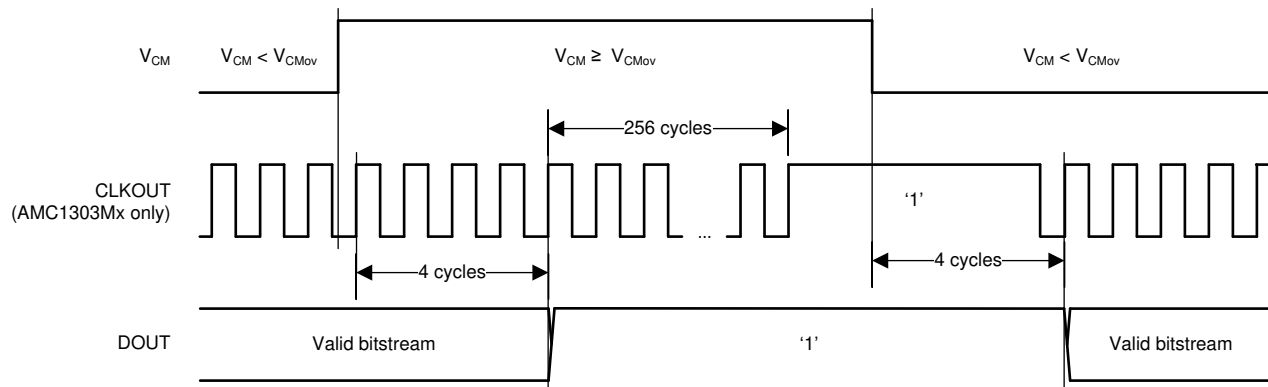 V_CM V_CM < V_CMov V_CM ≥ V_CMov V_CM < V_CMov
256 cycles
CLKOUT
(AMC1303Mx only)
...
‘1’
4 cycles 4 cycles
DOUT Valid bitstream ‘1’ Valid bitstream